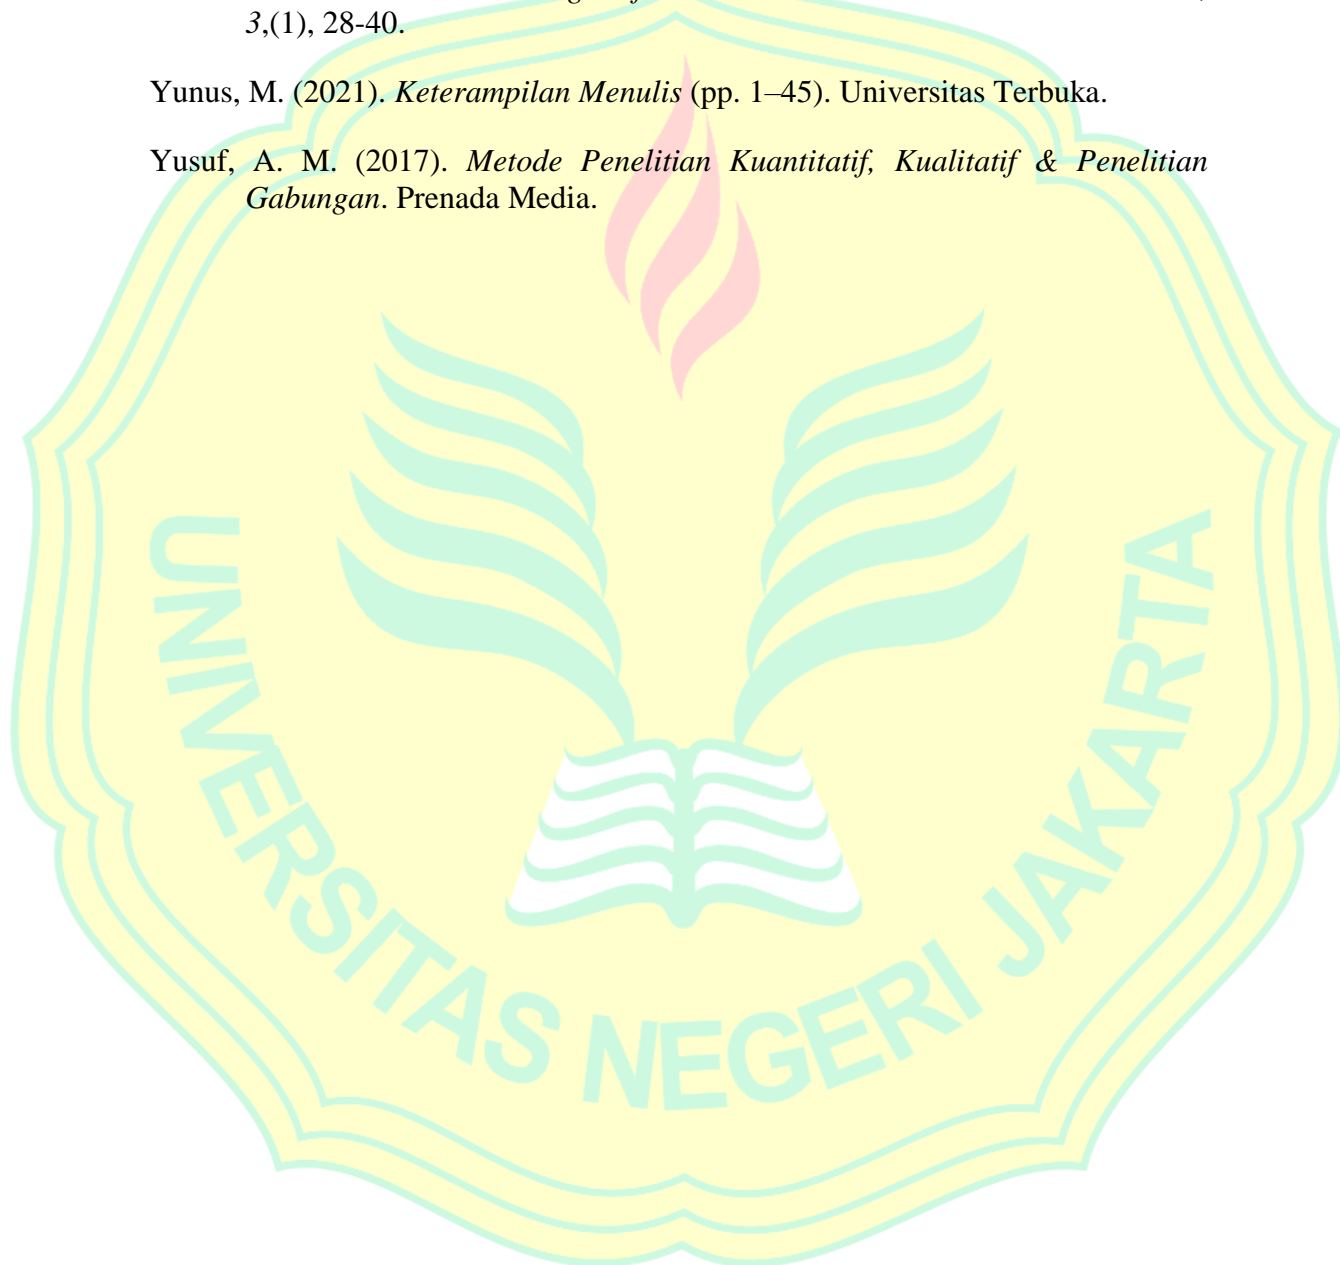 3,(1), 28-40.
Yunus, M. (2021). Keterampilan Menulis (pp. 1–45). Universitas Terbuka.
Yusuf, A. M. (2017). Metode Penelitian Kuantitatif, Kualitatif & Penelitian
Gabungan. Prenada Media.
UNIVERSITAS NEGERI JAKARTA